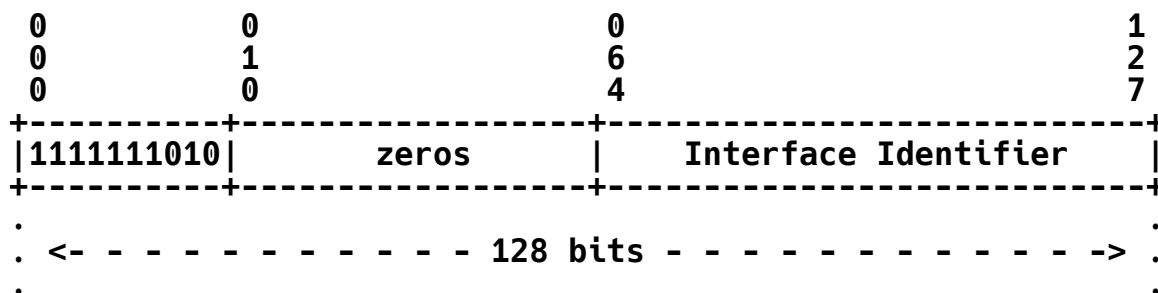 0 0 0 1
0 1 6 2
0 0 4 7
+----------+------------------+----------------------------+
|1111111010| zeros | Interface Identifier |
+----------+------------------+----------------------------+
. .
. <- - - - - - - - - - - - 128 bits - - - - - - - - - - - - -> .
. .